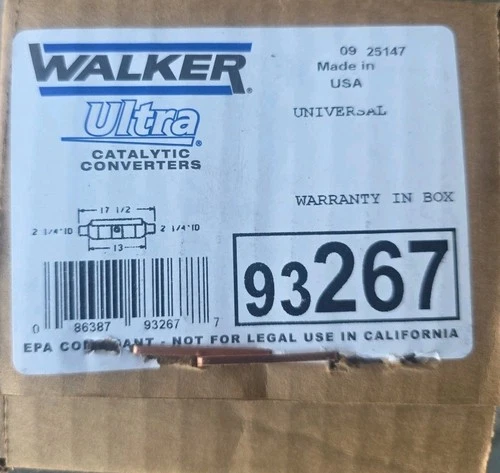 WALKER®
09 25147
Made in
USA
Ultra®
UNIVERSAL
CATALYTIC
CONVERTERS
WARRANTY IN BOX
17 1/2
2 1/4"ID
2 1/4"ID
13
93267
0 86387 93267 7
EPA - NOT FOR LEGAL USE IN CALIFORNIA